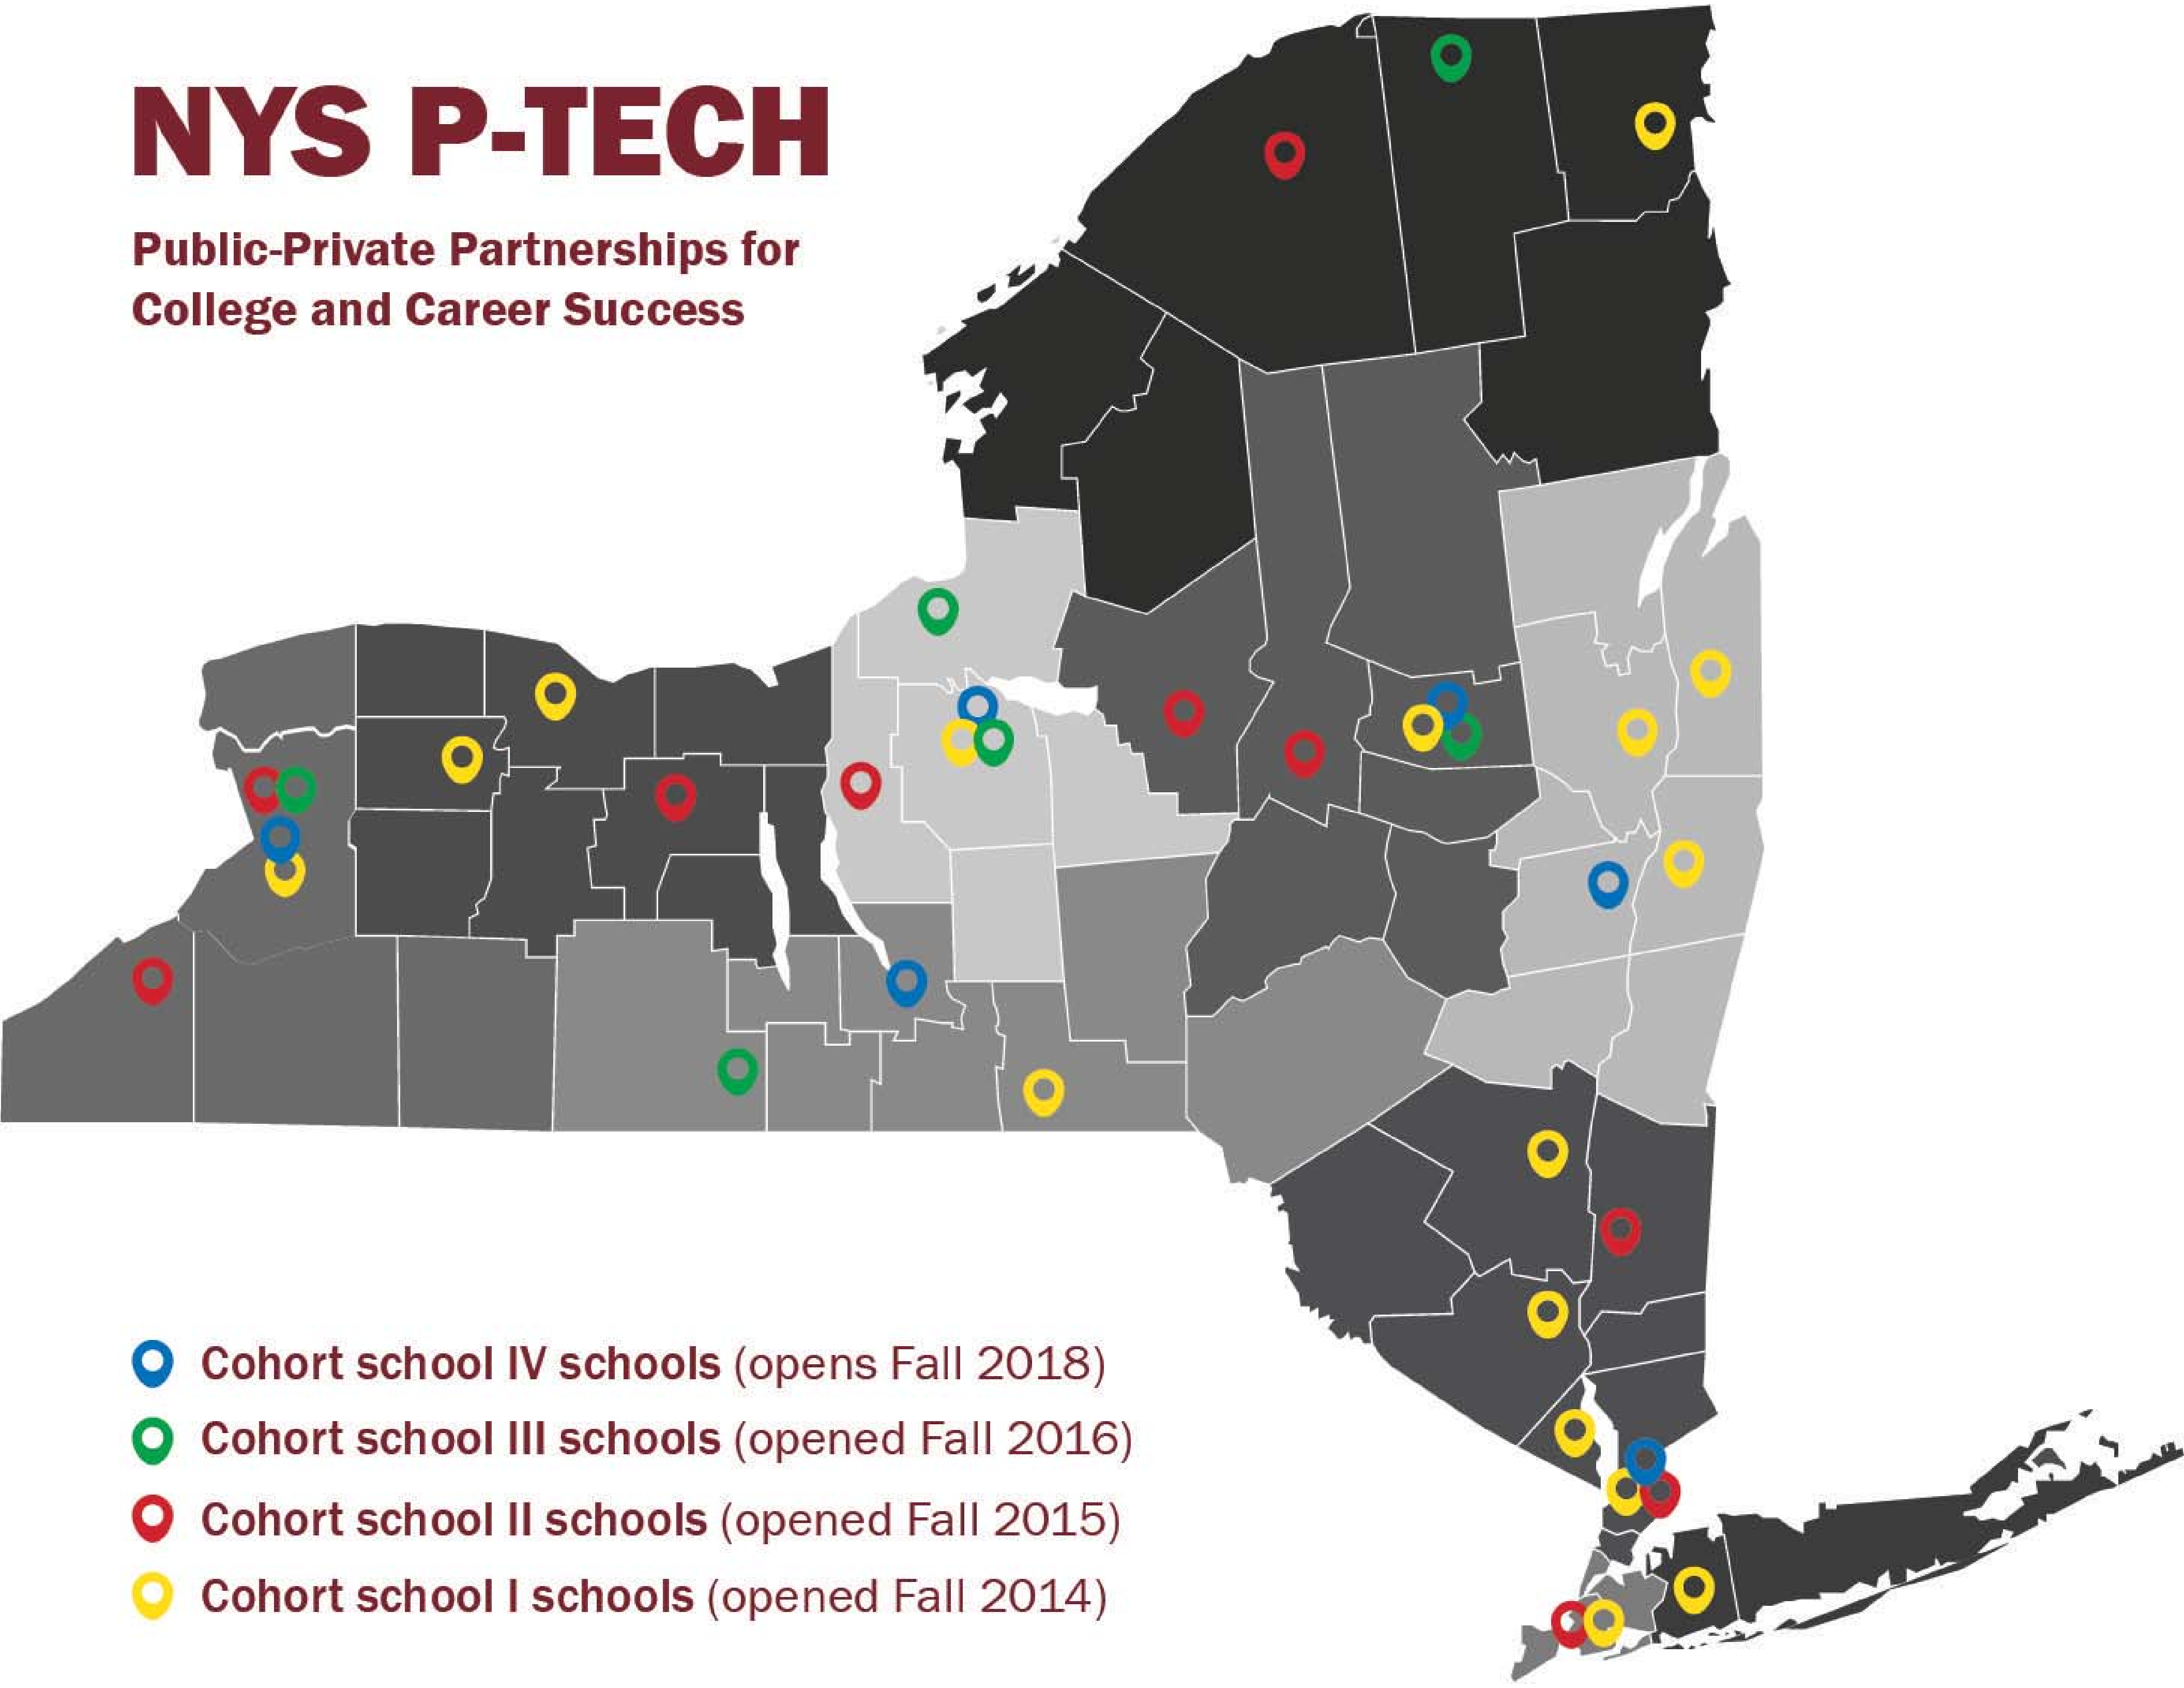 NYS P-TECH
Public-Private Partnerships for
College and Career Success
Cohort school IV schools (opens Fall 2018)
Cohort school III schools (opened Fall 2016)
Cohort school II schools (opened Fall 2015)
Cohort school I schools (opened Fall 2014)